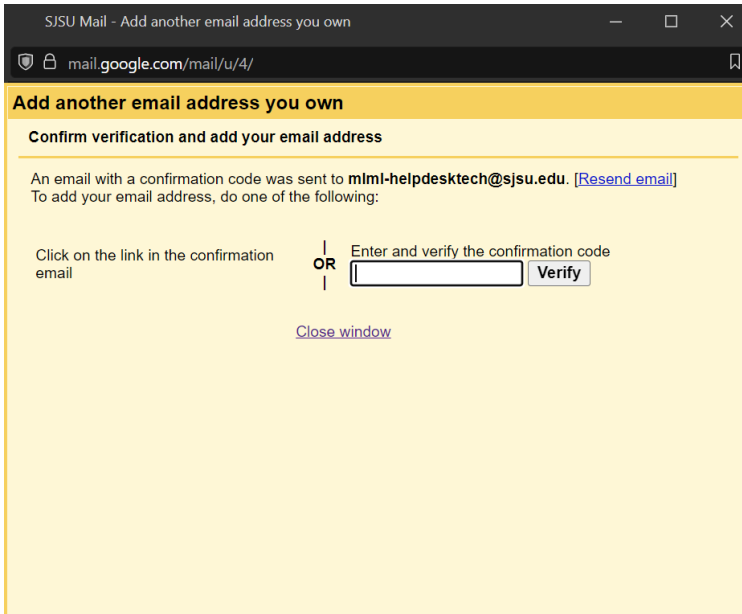 SJSU Mail - Add another email address you own
mail.google.com/mail/u/4/
Add another email address you own
Confirm verification and add your email address
An email with a confirmation code was sent to mlml-helpdesktech@sjsu.edu. [Resend email]
To add your email address, do one of the following:
Click on the link in the confirmation
email
OR
Enter and verify the confirmation code
Verify
Close window